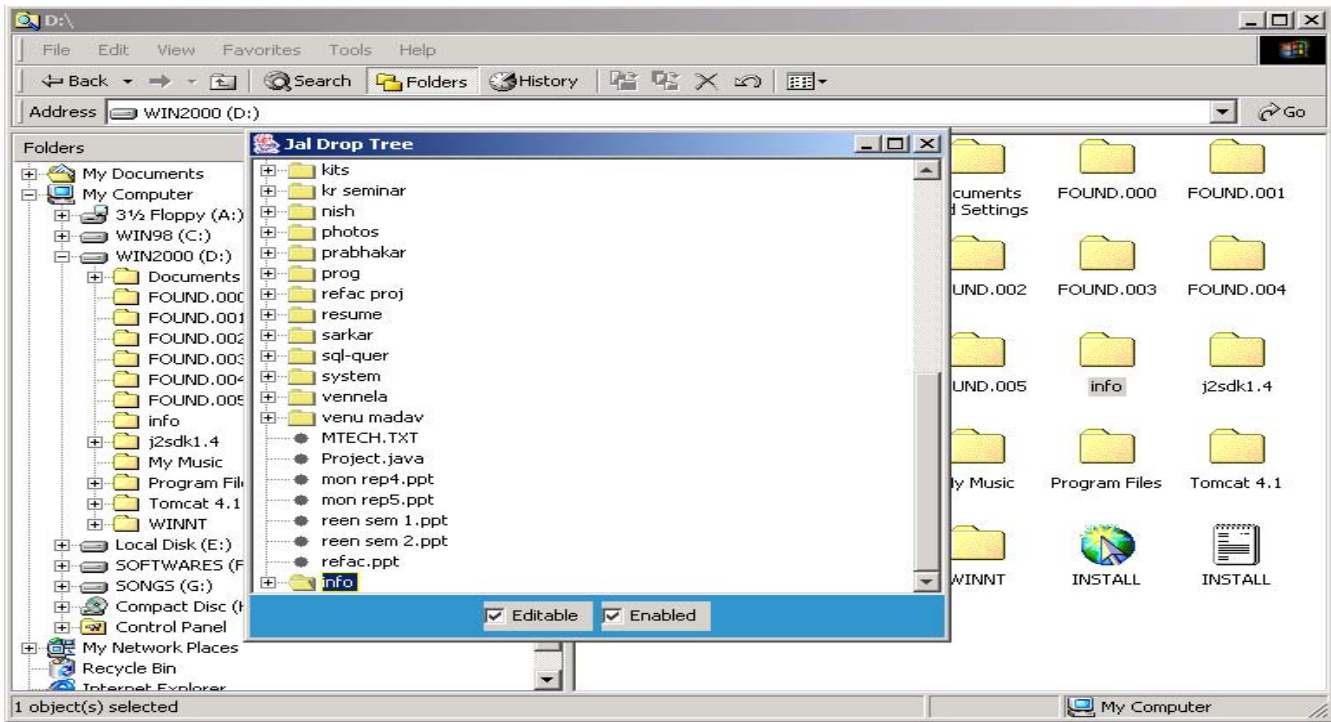 D:\
File Edit View Favorites Tools Help
Back Search Folders History
Address WIN2000 (D:) Go
Folders
My Documents
My Computer
3½ Floppy (A:)
WIN98 (C:)
WIN2000 (D:)
Documents
FOUND.000
FOUND.001
FOUND.002
FOUND.003
FOUND.004
FOUND.005
info
j2sdk1.4
My Music
Program Fil
Tomcat 4.1
WINNT
Local Disk (E:)
SOFTWARES (F
SONGS (G:)
Compact Disc (H
Control Panel
My Network Places
Recycle Bin
Internet Explorer
Jal Drop Tree
kits
kr seminar
nish
photos
prabhakar
prog
refac proj
resume
sarkar
sql-quer
system
vennela
venu madav
MTECH.TXT
Project.java
mon rep4.ppt
mon rep5.ppt
reen sem 1.ppt
reen sem 2.ppt
refac.ppt
info
Editable Enabled
cuments FOUND.000 FOUND.001
d Settings
UND.002 FOUND.003 FOUND.004
UND.005 info j2sdk1.4
ly Music Program Files Tomcat 4.1
WINNT INSTALL INSTALL
1 object(s) selected My Computer